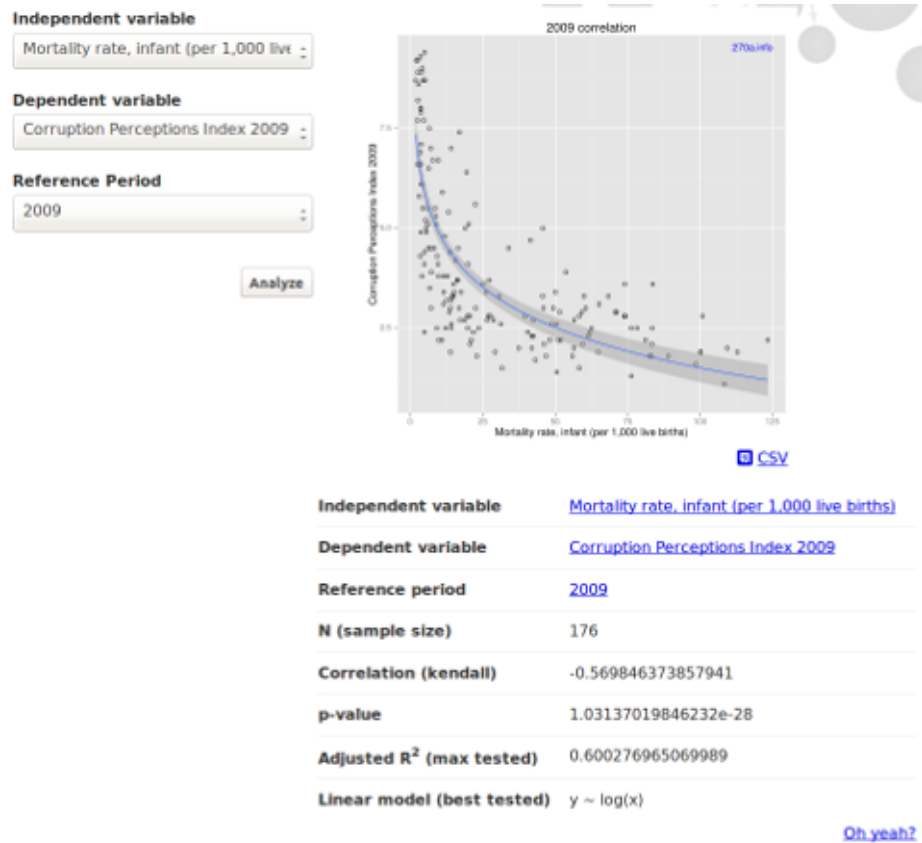 Independent variable
Mortality rate, infant (per 1,000 live
Dependent variable
Corruption Perceptions Index 2009
Reference Period
2009
Analyze
2009 correlation
270a.info
Corruption Perceptions Index 2009
7.5
5.0
2.5
0
25
50
75
100
125
Mortality rate, infant (per 1,000 live births)
CSV
Independent variable Mortality rate, infant (per 1,000 live births)
Dependent variable Corruption Perceptions Index 2009
Reference period 2009
N (sample size) 176
Correlation (kendall) -0.569846373857941
p-value 1.03137019846232e-28
Adjusted R² (max tested) 0.600276965069989
Linear model (best tested) y ~ log(x)
Oh yeah?